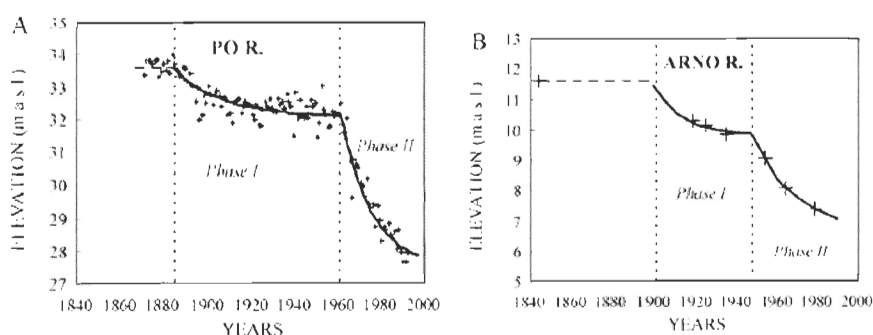 A
PO R.
ELEVATION (m a s l)
35
34
33
32
31
30
29
28
27
Phase I
Phase II
1840 1860 1880 1900 1920 1940 1960 1980 2000
YEARS
B
ARNO R.
ELEVATION (m a s l)
13
12
11
10
9
8
7
6
5
Phase I
Phase II
1840 1860 1880 1900 1920 1940 1960 1980 2000
YEARS